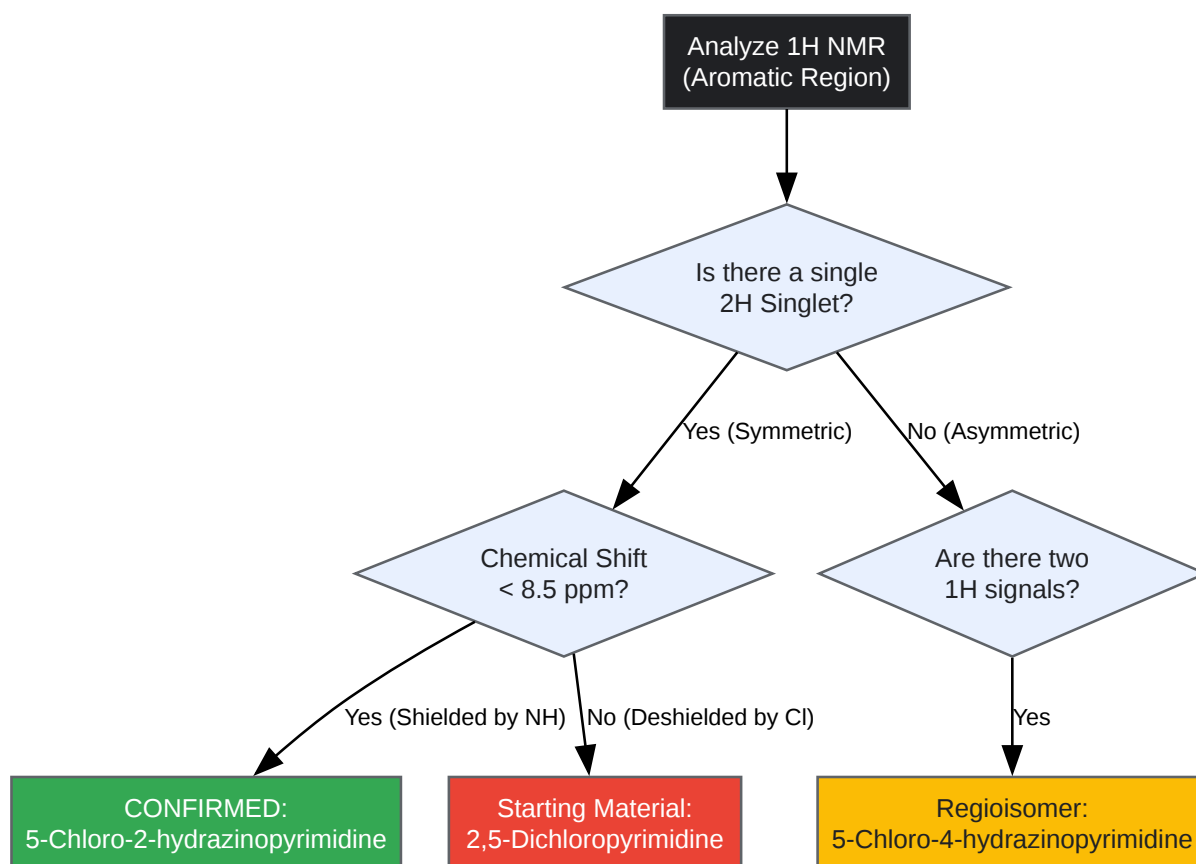 Analyze 1H NMR
(Aromatic Region)
Is there a single
2H Singlet?
Yes (Symmetric)
No (Asymmetric)
Chemical Shift
< 8.5 ppm?
Are there two
1H signals?
Yes (Shielded by NH)
No (Deshielded by Cl)
Yes
CONFIRMED:
5-Chloro-2-hydrazinopyrimidine
Starting Material:
2,5-Dichloropyrimidine
Regioisomer:
5-Chloro-4-hydrazinopyrimidine